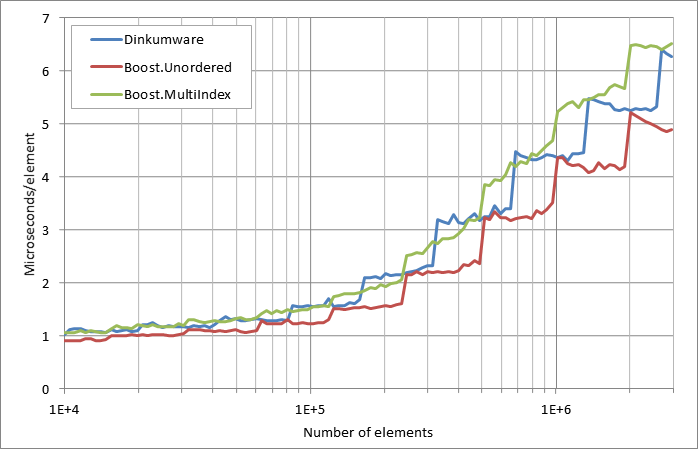 7
6
5
4
3
2
1
0
Microseconds/element
Dinkumware
Boost.Unordered
Boost.MultiIndex
1E+4
1E+5
1E+6
Number of elements